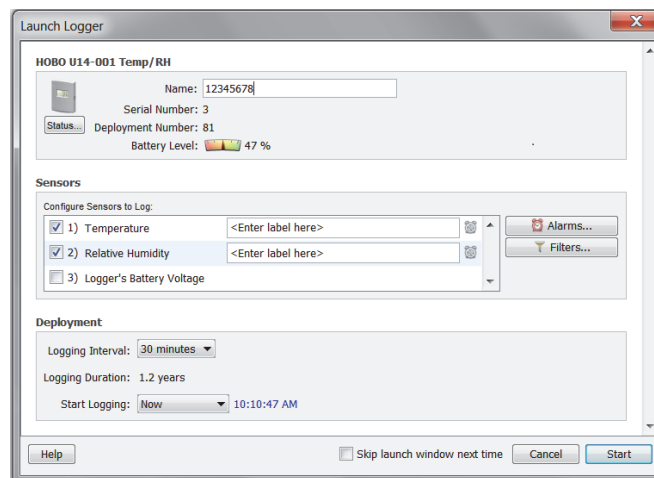 Launch Logger
HOBO U14-001 Temp/RH
Name: 12345678
Serial Number: 3
Status... Deployment Number: 81
Battery Level: 47 %
Sensors
Configure Sensors to Log:
1) Temperature <Enter label here> Alarms...
2) Relative Humidity <Enter label here> Filters...
3) Logger's Battery Voltage
Deployment
Logging Interval: 30 minutes
Logging Duration: 1.2 years
Start Logging: Now 10:10:47 AM
Help Skip launch window next time Cancel Start